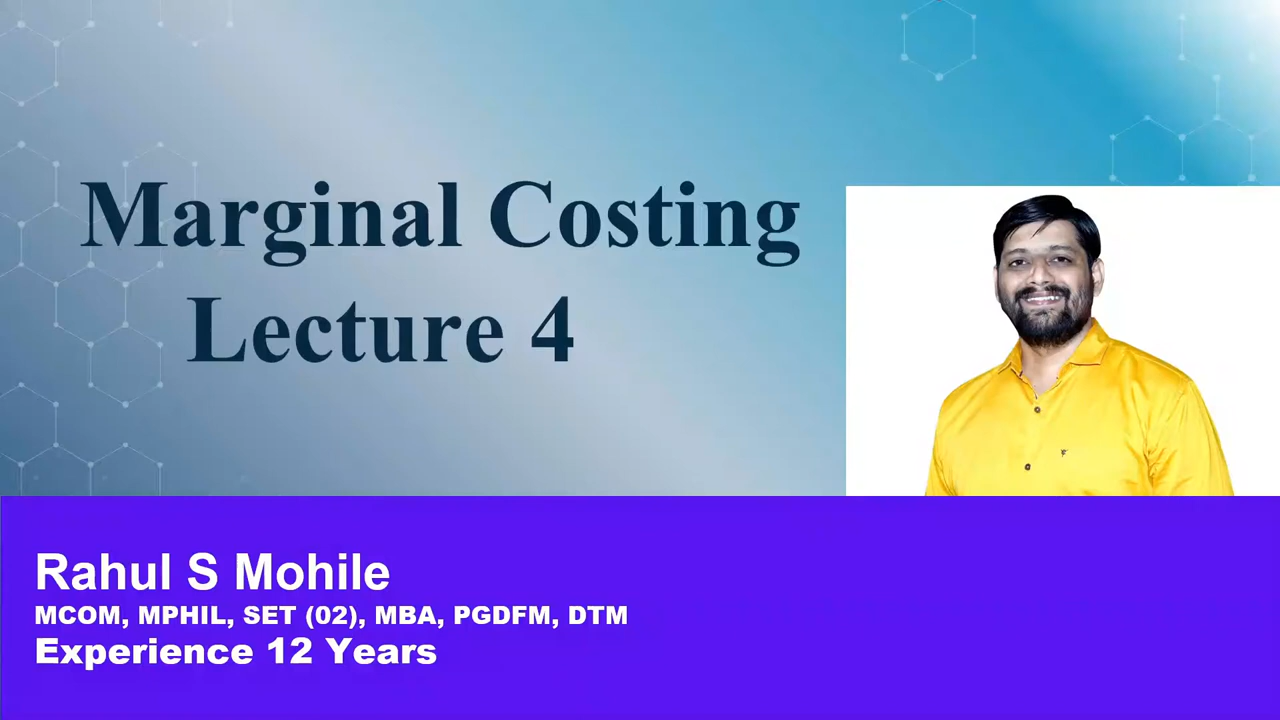 Marginal Costing
Lecture 4
Rahul S Mohile
MCOM, MPHIL, SET (02), MBA, PGDFM, DTM
Experience 12 Years